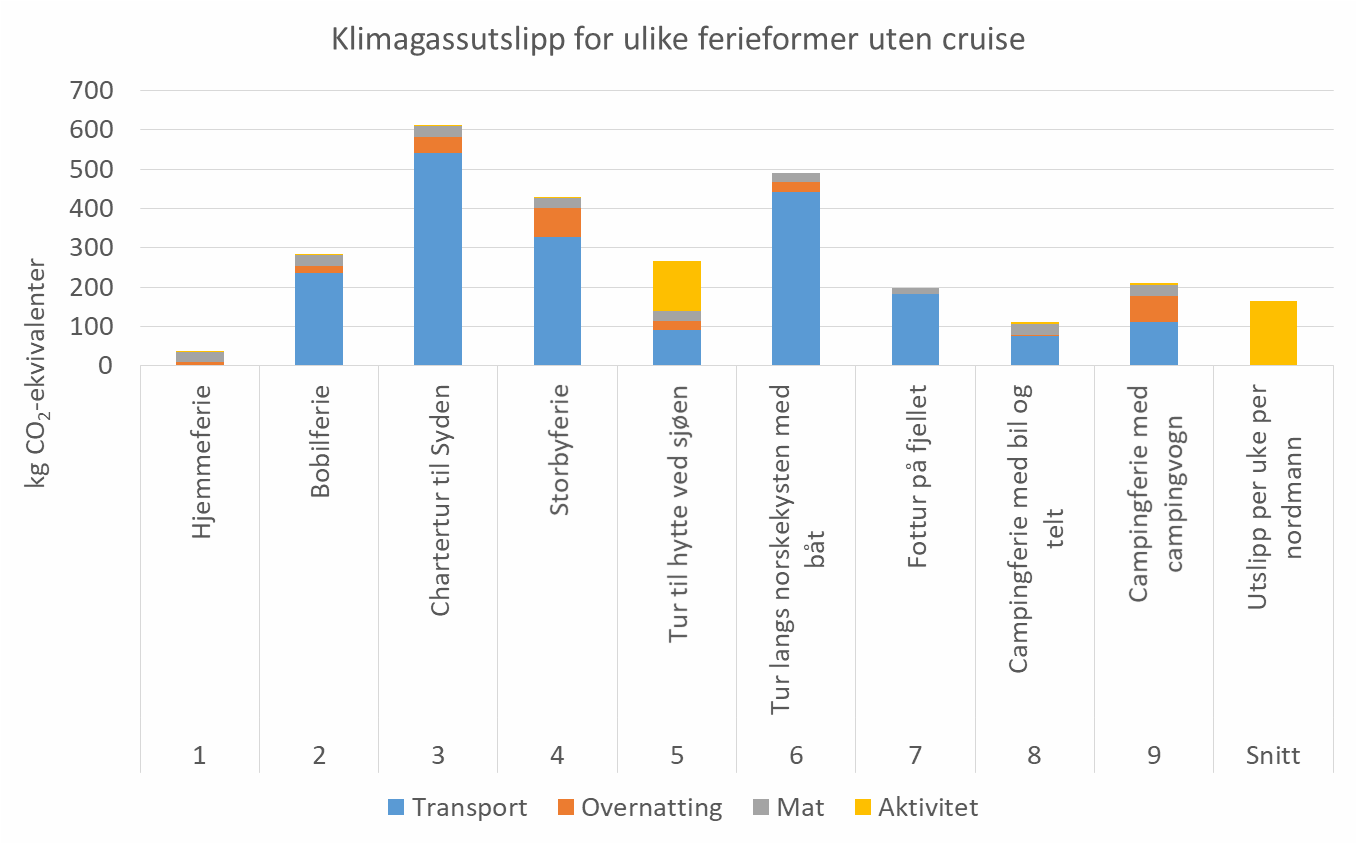 Klimagassutslipp for ulike ferieformer uten cruise
kg CO₂-ekvivalenter
700
600
500
400
300
200
100
0
Hjemmeferie
Bobilferie
Chartertur til Syden
Storbyferie
Tur til hytte ved sjøen
Tur langs norskekysten med
båt
Fottur på fjellet
Campingferie med bil og
telt
Campingferie med
campingvogn
Utslipp per uke per
nordmann
1 2 3 4 5 6 7 8 9 Snitt
Transport Overnatting Mat Aktivitet